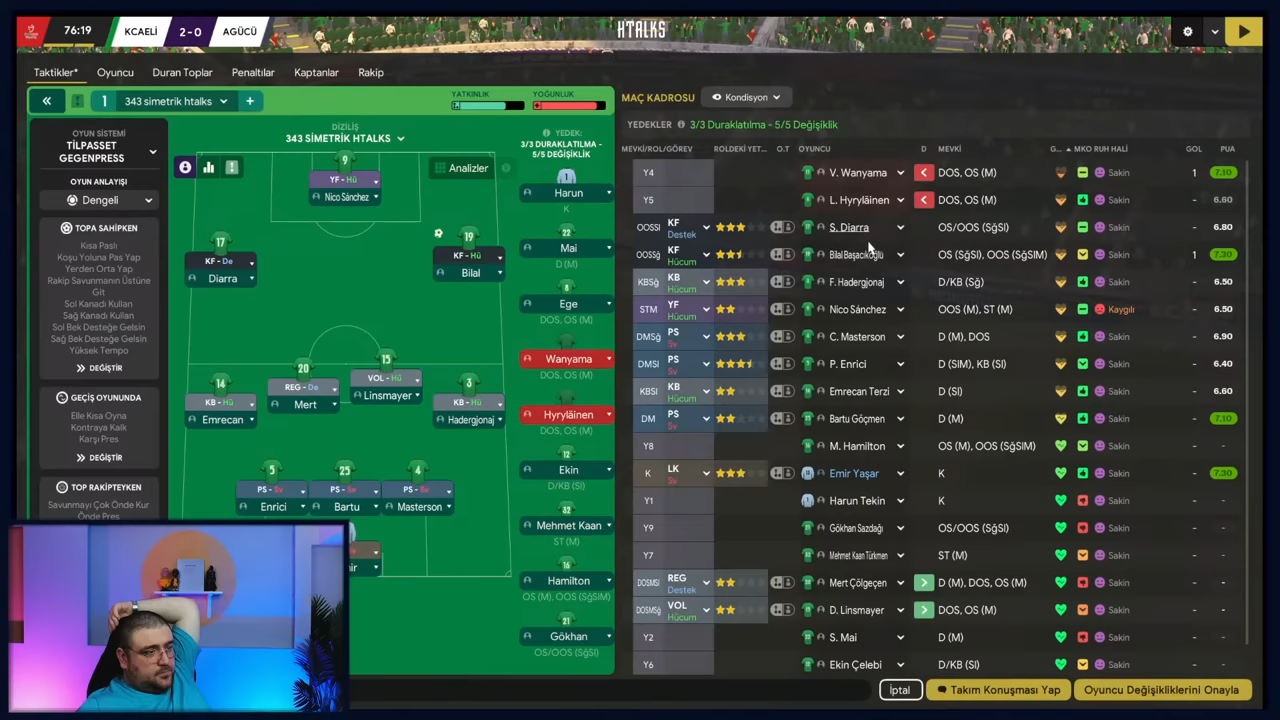 76:19
KCAELİ
2-0
AGÜCÜ
HTALKS
Taktikler*
Oyuncu
Duran Toplar
Penaltılar
Kaptanlar
Rakip
1
343 simetrik htalks
YATKINLIK
YOĞUNLUK
OYUN SİSTEMİ
TİLPASSET
GEGENPRESS
OYUN ANLAYIŞI
Dengeli
TOPA SAHİPKEN
Kısa Paslı
Koşu Yoluna Pas Yap
Yerden Orta Yap
Rakip Savunmanın Üstüne
Git
Sol Kanadı Kullan
Sağ Kanadı Kullan
Sol Bek Desteğe Gelsin
Sağ Bek Desteğe Gelsin
Yüksek Tempo
DEĞİŞTİR
GEÇİŞ OYUNUNDA
Elle Kısa Oyna
Kontraya Kalk
Karşı Pres
DEĞİŞTİR
TOP RAKİPTEYKEN
Savunmayı Çok Önde Kur
Önde Pres
DİZİLİŞ
343 SİMETRİK HTALKS
Analizler
9
YF - Hü
Nico Sánchez
17
KF - De
Diarra
19
KF - Hü
Bilal
14
KB - Hü
Emrecan
20
REG - De
Mert
15
VOL - Hü
Linsmayer
3
KB - Hü
Hadergjonaj
5
PS - Sv
Enrici
25
PS - Sv
Bartu
4
PS - Sv
Masterson
YEDEK:
3/3 DURAKLATILMA -
5/5 DEĞİŞİKLİK
1
Harun
K
22
Mai
D (M)
8
Ege
DOS, OS (M)
Wanyama
DOS, OS (M)
Hyryläinen
DOS, OS (M)
12
Ekin
D/KB (Sl)
32
Mehmet Kaan
ST (M)
16
Hamilton
OS (M), OOS (SğSlM)
21
Gökhan
OS/OOS (SğSl)
MAÇ KADROSU
Kondisyon
YEDEKLER
3/3 Duraklatılma - 5/5 Değişiklik
MEVKİ/ROL/GÖREV
ROLDEKİ YET...
O.T
OYUNCU
D
MEVKİ
G...
MKO
RUH HALİ
GOL
PUA
Y4
V. Wanyama
DOS, OS (M)
Sakin
1
7.10
Y5
L. Hyryläinen
DOS, OS (M)
Sakin
-
6.60
OOSSl
KF
Destek
S. Diarra
OS/OOS (SğSl)
Sakin
-
6.80
OOSSğ
KF
Hücum
Bilal Başacıkoğlu
OS (SğSl), OOS (SğSlM)
Sakin
1
7.30
KBSğ
KB
Hücum
F. Hadergjonaj
D/KB (Sğ)
Sakin
-
6.50
STM
YF
Hücum
Nico Sánchez
OOS (M), ST (M)
Kaygılı
-
6.50
DMSğ
PS
Sv
C. Masterson
D (M), DOS
Sakin
-
6.90
DMSl
PS
Sv
P. Enrici
D (SlM), KB (Sl)
Sakin
-
6.40
KBSl
KB
Hücum
Emrecan Terzi
D (Sl)
Sakin
-
6.60
DM
PS
Sv
Bartu Göçmen
D (M)
Sakin
-
7.10
Y8
M. Hamilton
OS (M), OOS (SğSlM)
Sakin
-
-
K
LK
Sv
Emir Yaşar
K
Sakin
-
7.30
Y1
Harun Tekin
K
Sakin
-
-
Y9
Gökhan Sazdağı
OS/OOS (SğSl)
Sakin
-
-
Y7
Mehmet Kaan Türkmen
ST (M)
Sakin
-
-
DOSMSl
REG
Destek
Mert Çölgeçen
D (M), DOS, OS (M)
Sakin
-
-
DOSMSğ
VOL
Hücum
D. Linsmayer
DOS, OS (M)
Sakin
-
-
Y2
S. Mai
D (M)
Sakin
-
-
Y6
Ekin Çelebi
D/KB (Sl)
Sakin
-
-
İptal
Takım Konuşması Yap
Oyuncu Değişikliklerini Onayla